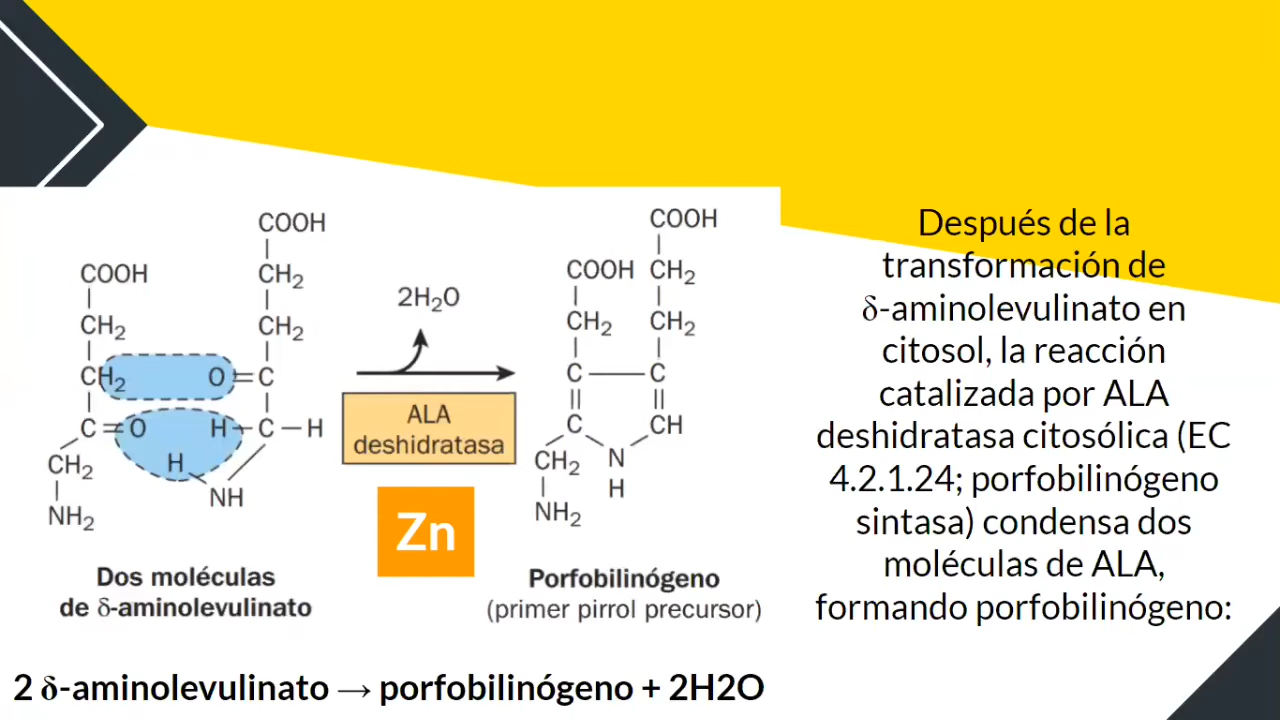 COOH
CH₂
CH₂
O=C
H-C-H
NH
COOH
CH₂
CH₂
C=O
H
CH₂
NH₂
Dos moléculas
de δ-aminolevulinato
2H₂O
ALA
deshidratasa
Zn
COOH
CH₂
CH₂
C
CH
COOH
CH₂
C
C
CH₂
N
H
NH₂
Porfobilinógeno
(primer pirrol precursor)
Después de la
transformación de
δ-aminolevulinato en
citosol, la reacción
catalizada por ALA
deshidratasa citosólica (EC
4.2.1.24; porfobilinógeno
sintasa) condensa dos
moléculas de ALA,
formando porfobilinógeno:
2 δ-aminolevulinato → porfobilinógeno + 2H2O